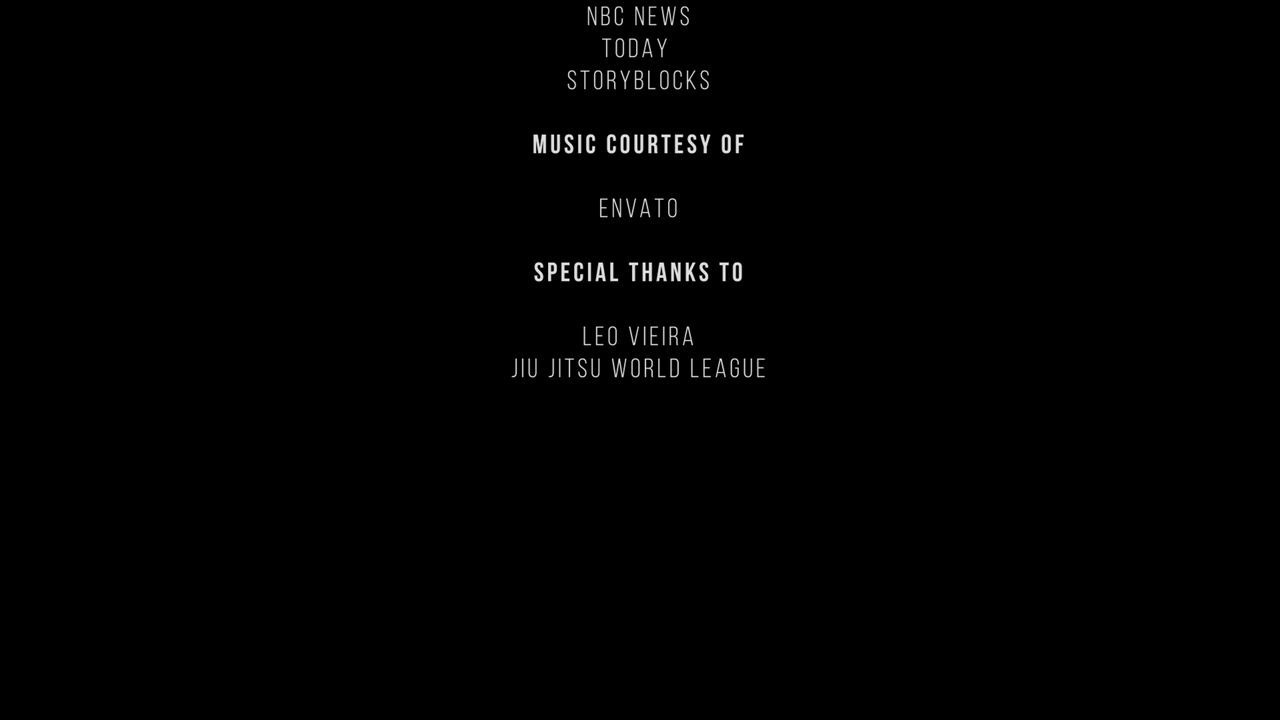 NBC NEWS
TODAY
STORYBLOCKS
MUSIC COURTESY OF
ENVATO
SPECIAL THANKS TO
LEO VIEIRA
JIU JITSU WORLD LEAGUE